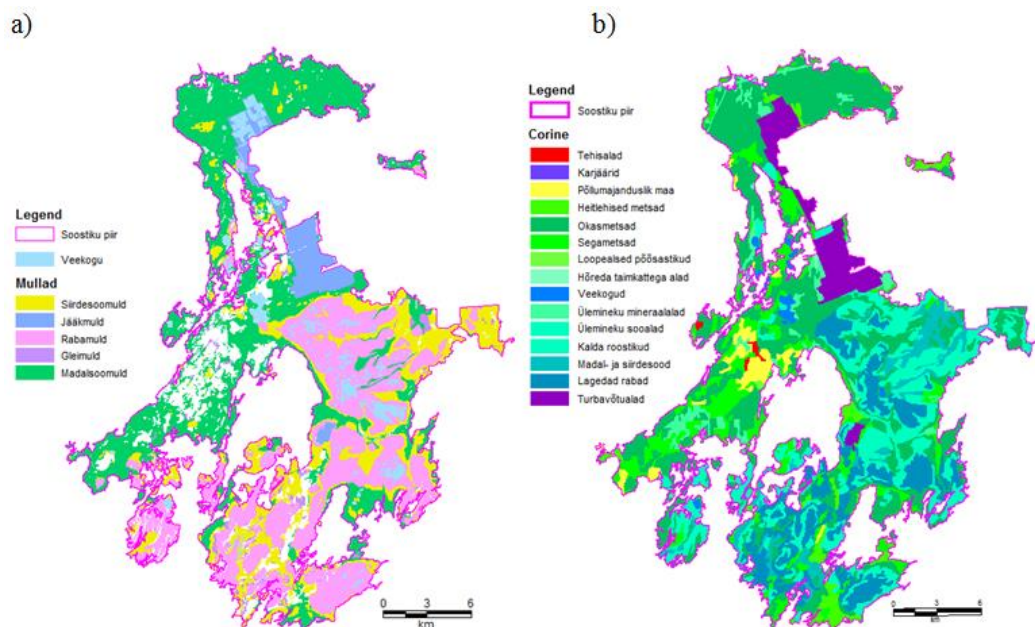 a)
Legend
Soostiku piir
Veekogu
Mullad
Siirdesoomuld
Jääkmuld
Rabamuld
Gleimuld
Madalsoomuld
0 3 6
km
b)
Legend
Soostiku piir
Corine
Tehisalad
Karjäärid
Põllumajanduslik maa
Heitlehised metsad
Okasmetsad
Segametsad
Loopealsed põõsastikud
Hõreda taimkattega alad
Veekogud
Ülemineku mineraalalad
Ülemineku sooalad
Kalda roostikud
Madal- ja siirdesood
Lagedad rabad
Turbavõtualad
0 3 6
km